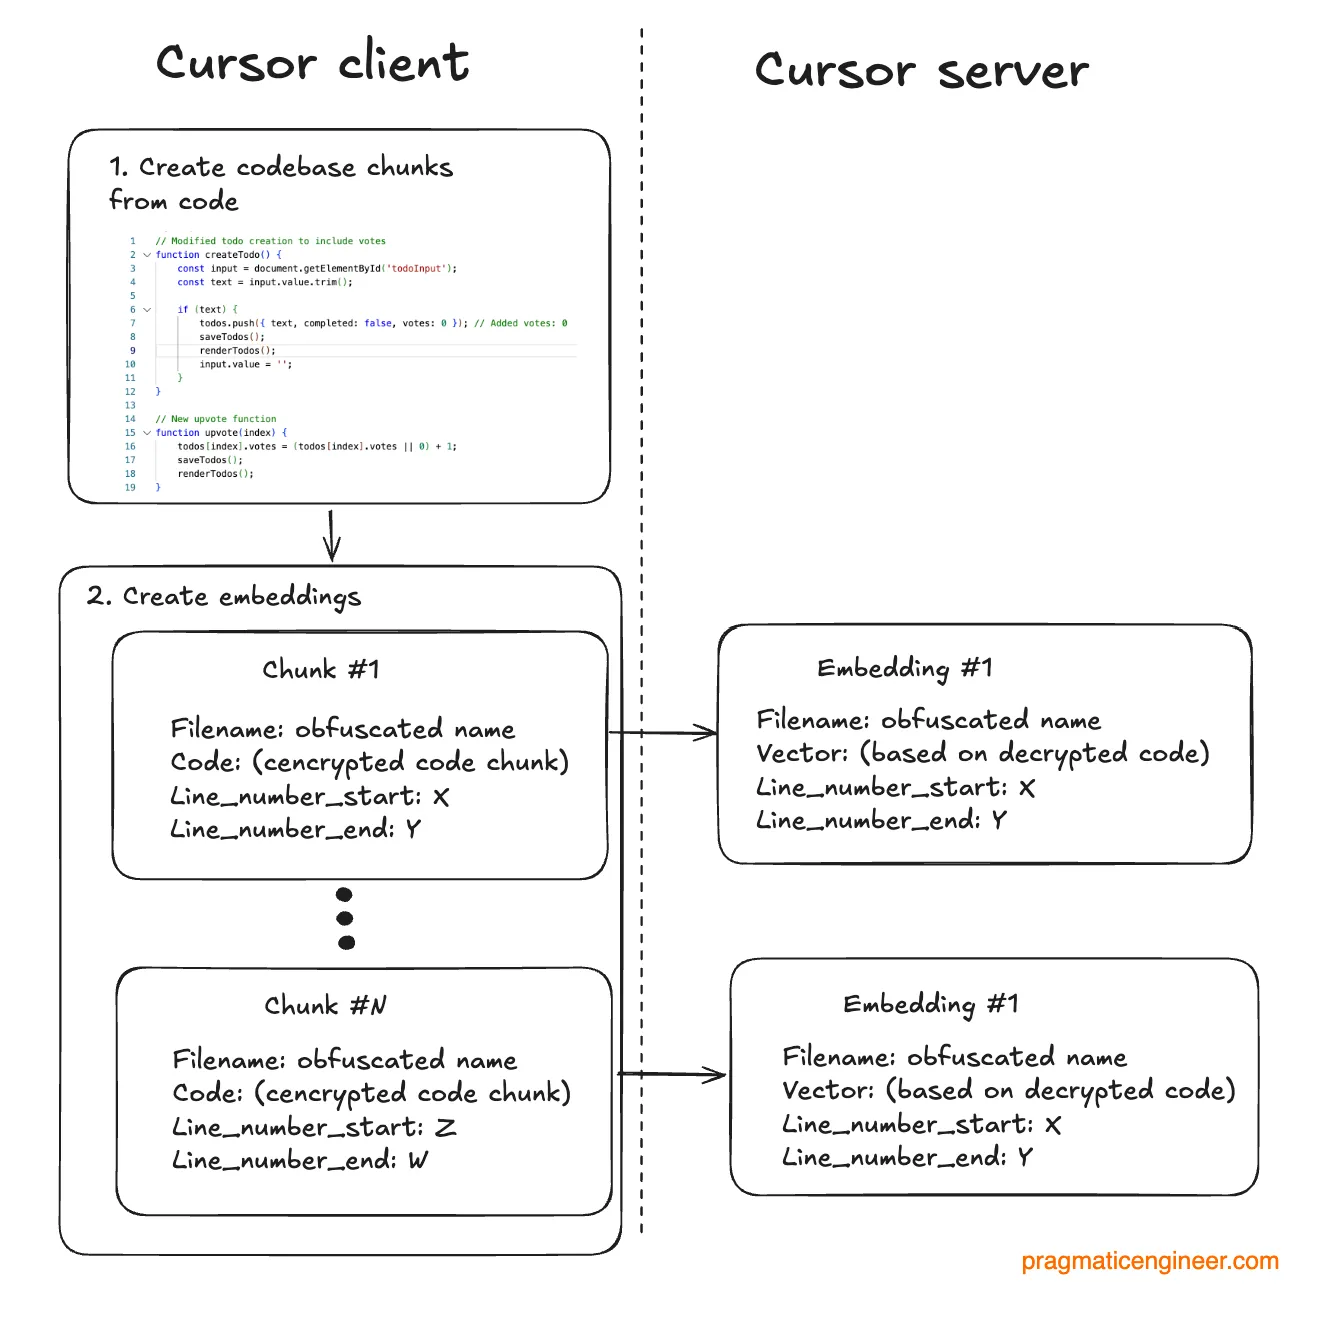 Cursor client
Cursor server
1. Create codebase chunks
from code
1 // Modified todo creation to include votes
2 function createTodo() {
3 const input = document.getElementById('todoInput');
4 const text = input.value.trim();
5
6 if (text) {
7 todos.push({ text, completed: false, votes: 0 }); // Added votes: 0
8 saveTodos();
9 renderTodos();
10 input.value = '';
11 }
12 }
13
14 // New upvote function
15 function upvote(index) {
16 todos[index].votes = (todos[index].votes || 0) + 1;
17 saveTodos();
18 renderTodos();
19 }
2. Create embeddings
Chunk #1
Filename: obfuscated name
Code: (cencrypted code chunk)
Line_number_start: X
Line_number_end: Y
Embedding #1
Filename: obfuscated name
Vector: (based on decrypted code)
Line_number_start: X
Line_number_end: Y
Chunk #N
Filename: obfuscated name
Code: (cencrypted code chunk)
Line_number_start: Z
Line_number_end: W
Embedding #1
Filename: obfuscated name
Vector: (based on decrypted code)
Line_number_start: X
Line_number_end: Y
pragmaticengineer.com